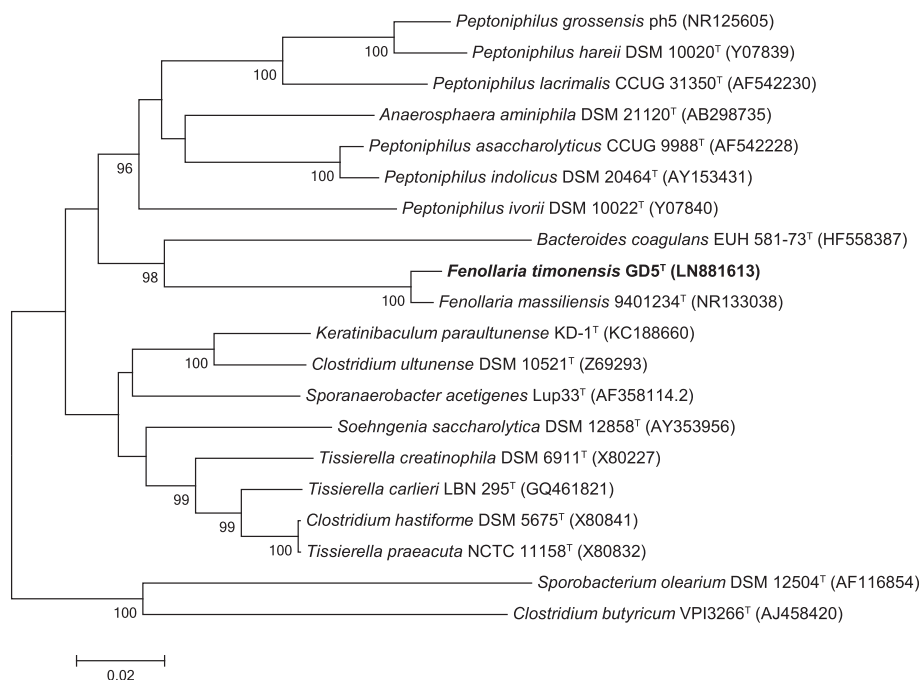 Peptoniphilus grossensis ph5 (NR125605)
100
Peptoniphilus hareii DSM 10020ᵀ (Y07839)
100
Peptoniphilus lacrimalis CCUG 31350ᵀ (AF542230)
Anaerosphaera aminiphila DSM 21120ᵀ (AB298735)
Peptoniphilus asaccharolyticus CCUG 9988ᵀ (AF542228)
96
100
Peptoniphilus indolicus DSM 20464ᵀ (AY153431)
Peptoniphilus ivorii DSM 10022ᵀ (Y07840)
Bacteroides coagulans EUH 581-73ᵀ (HF558387)
98
Fenollaria timonensis GD5ᵀ (LN881613)
100
Fenollaria massiliensis 9401234ᵀ (NR133038)
Keratinibaculum paraultunense KD-1ᵀ (KC188660)
100
Clostridium ultunense DSM 10521ᵀ (Z69293)
Sporanaerobacter acetigenes Lup33ᵀ (AF358114.2)
Soehngenia saccharolytica DSM 12858ᵀ (AY353956)
Tissierella creatinophila DSM 6911ᵀ (X80227)
99
Tissierella carlieri LBN 295ᵀ (GQ461821)
99
Clostridium hastiforme DSM 5675ᵀ (X80841)
100
Tissierella praeacuta NCTC 11158ᵀ (X80832)
Sporobacterium olearium DSM 12504ᵀ (AF116854)
100
Clostridium butyricum VPI3266ᵀ (AJ458420)
0.02